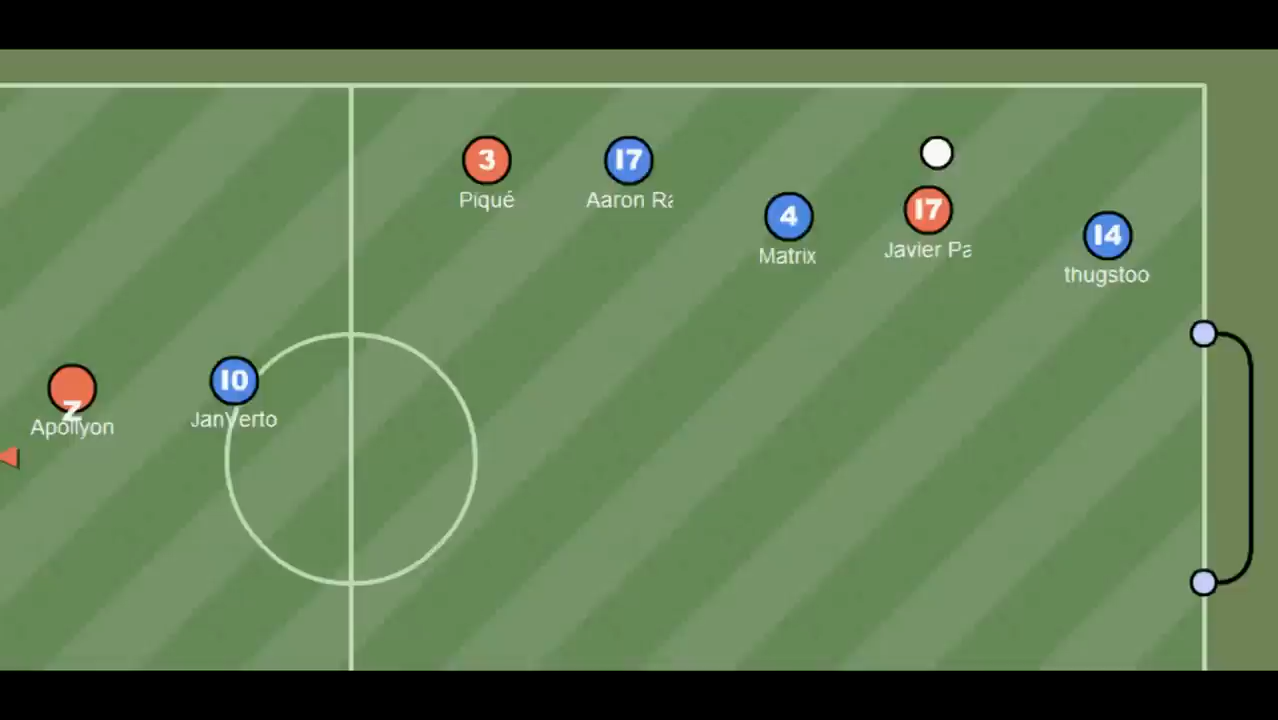 3
Piqué
17
Aaron Ra
4
Matrix
17
Javier Pa
14
thugstoo
Z
Apollyon
10
JanVerto